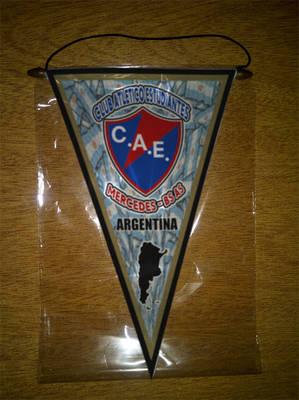 CLUB ATLETICO ESTUDIANTES
C.A.E.
MERCEDES - BS AS
ARGENTINA